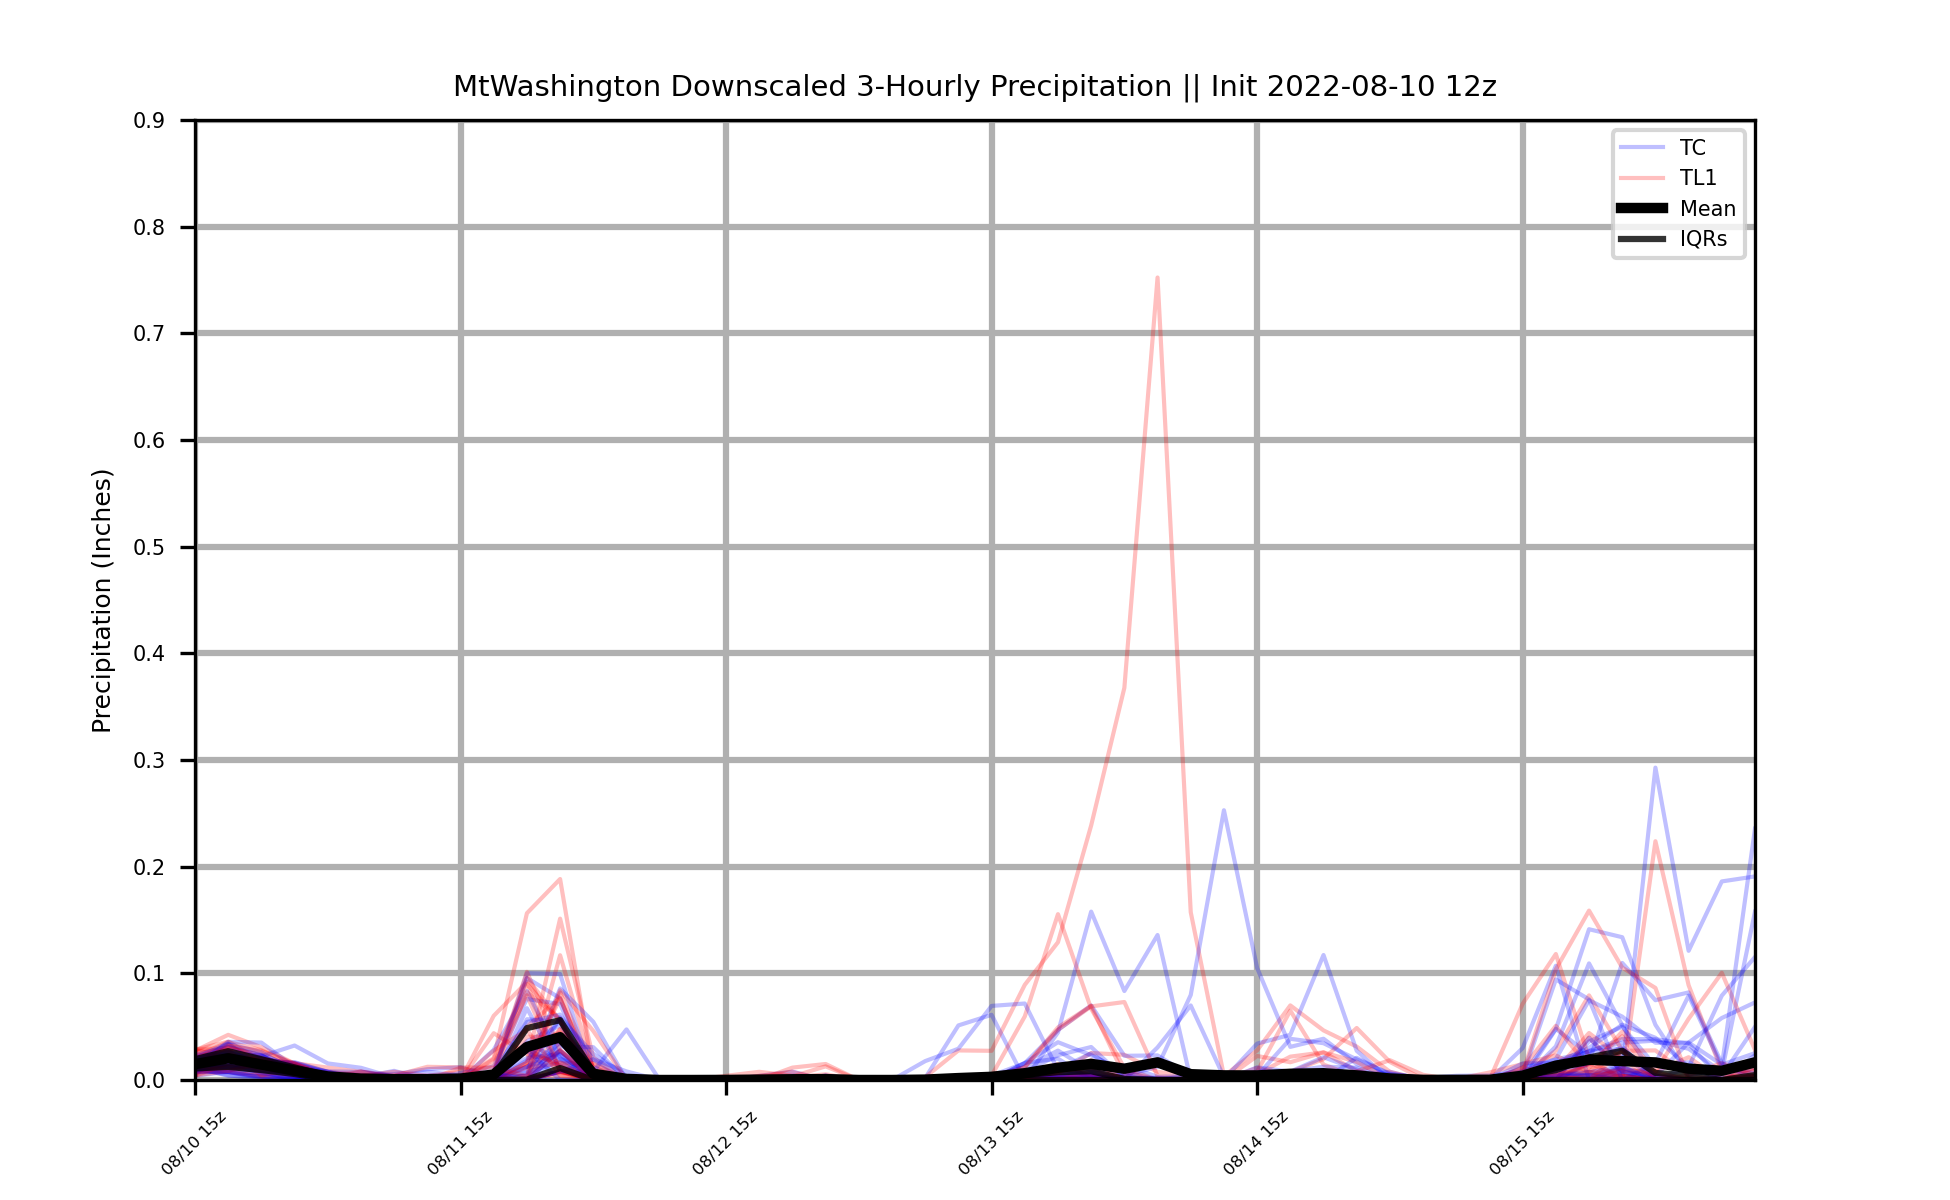 MtWashington Downscaled 3-Hourly Precipitation || Init 2022-08-10 12z
Precipitation (Inches)
0.9
0.8
0.7
0.6
0.5
0.4
0.3
0.2
0.1
0.0
TC
TL1
Mean
IQRs
08/10 15z
08/11 15z
08/12 15z
08/13 15z
08/14 15z
08/15 15z